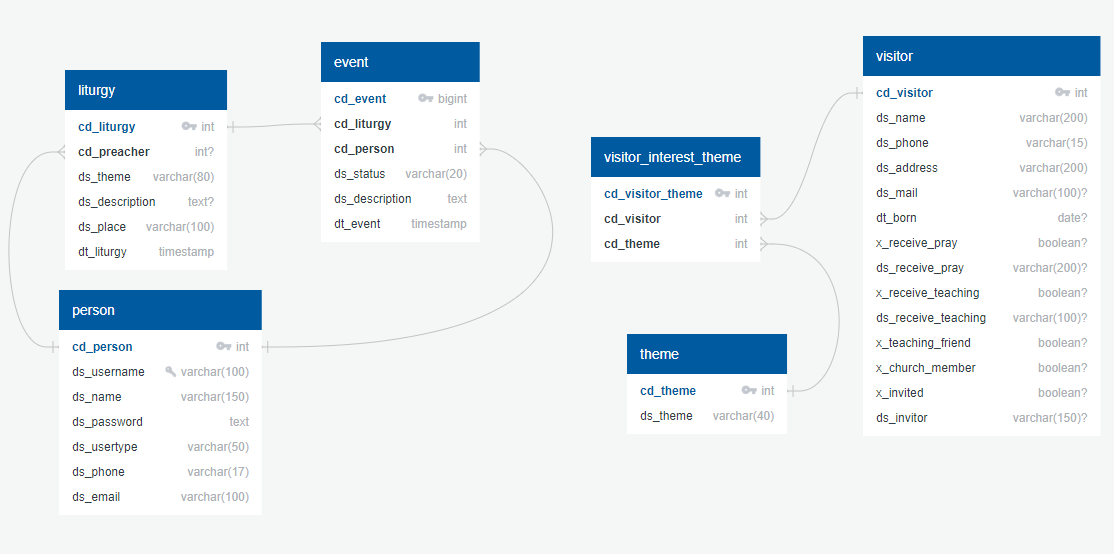 liturgy
cd_liturgy int
cd_preacher int?
ds_theme varchar(80)
ds_description text?
ds_place varchar(100)
dt_liturgy timestamp
event
cd_event bigint
cd_liturgy int
cd_person int
ds_status varchar(20)
ds_description text
dt_event timestamp
person
cd_person int
ds_username varchar(100)
ds_name varchar(150)
ds_password text
ds_usertype varchar(50)
ds_phone varchar(17)
ds_email varchar(100)
visitor_interest_theme
cd_visitor_theme int
cd_visitor int
cd_theme int
theme
cd_theme int
ds_theme varchar(40)
visitor
cd_visitor int
ds_name varchar(200)
ds_phone varchar(15)
ds_address varchar(200)
ds_mail varchar(100)?
dt_born date?
x_receive_pray boolean?
ds_receive_pray varchar(200)?
x_receive_teaching boolean?
ds_receive_teaching varchar(100)?
x_teaching_friend boolean?
x_church_member boolean?
x_invited boolean?
ds_invitor varchar(150)?